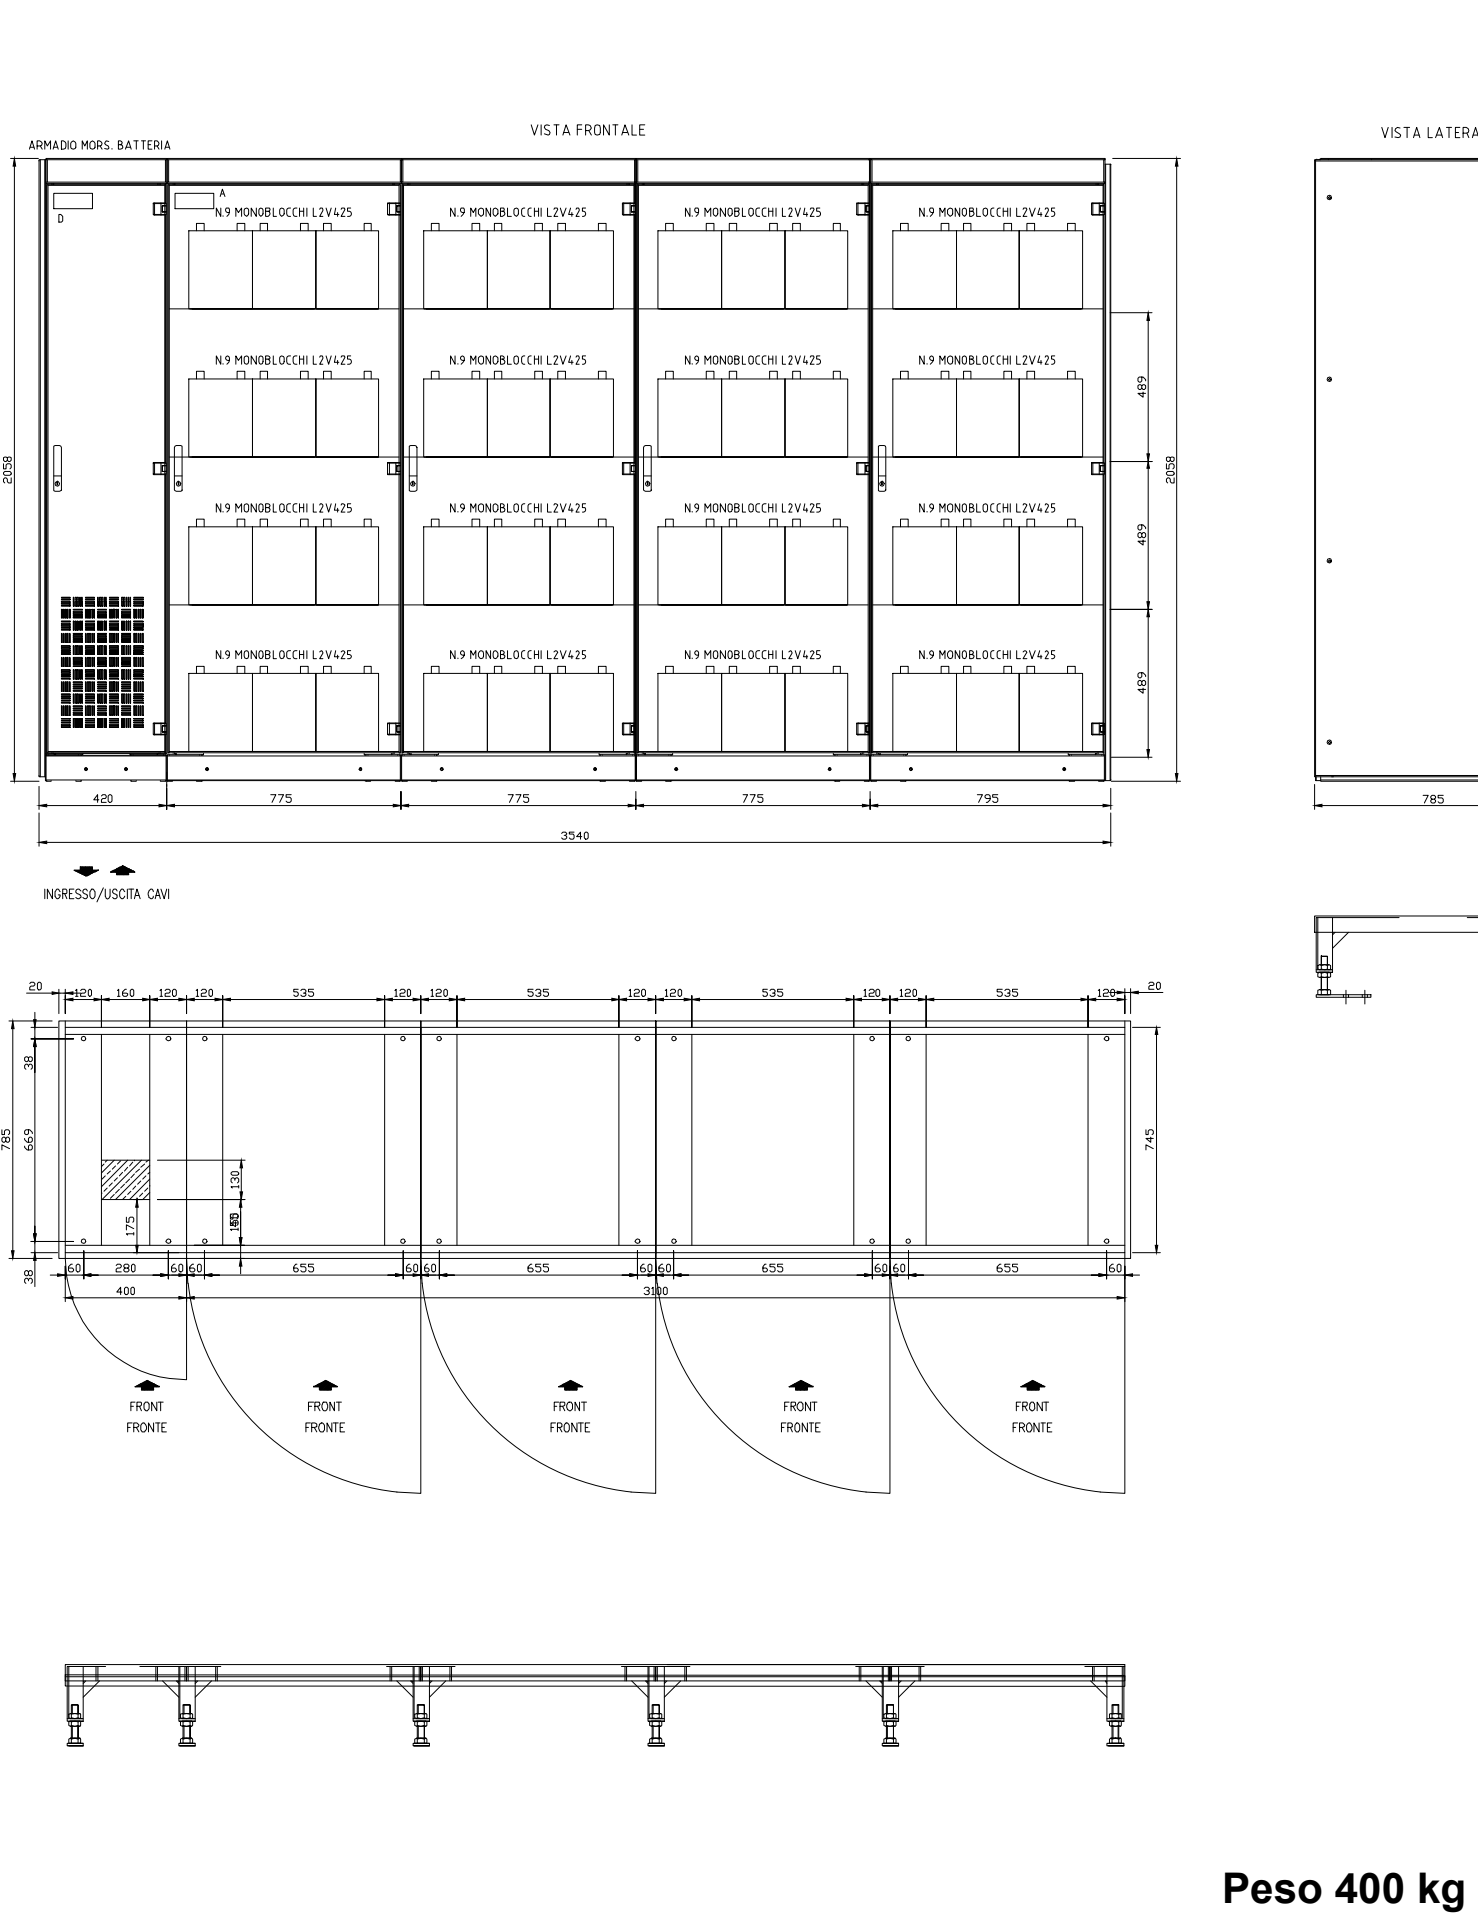 VISTA FRONTALE
VISTA LATERA
ARMADIO MORS. BATTERIA
D
A
N.9 MONOBLOCCHI L2V425
N.9 MONOBLOCCHI L2V425
N.9 MONOBLOCCHI L2V425
N.9 MONOBLOCCHI L2V425
N.9 MONOBLOCCHI L2V425
N.9 MONOBLOCCHI L2V425
N.9 MONOBLOCCHI L2V425
N.9 MONOBLOCCHI L2V425
489
2058
2058
N.9 MONOBLOCCHI L2V425
N.9 MONOBLOCCHI L2V425
N.9 MONOBLOCCHI L2V425
N.9 MONOBLOCCHI L2V425
489
N.9 MONOBLOCCHI L2V425
N.9 MONOBLOCCHI L2V425
N.9 MONOBLOCCHI L2V425
N.9 MONOBLOCCHI L2V425
489
420 775 775 775 795
785
3540
INGRESSO/USCITA CAVI
20 120 160 120 120 535 120 120 535 120 120 535 120 120 535 120 20
38
785
669
745
130
175
38
60 280 60 60 655 60 60 655 60 60 655 60 60 655 60
400 3100
FRONT
FRONTE
FRONT
FRONTE
FRONT
FRONTE
FRONT
FRONTE
FRONT
FRONTE
Peso 400 kg